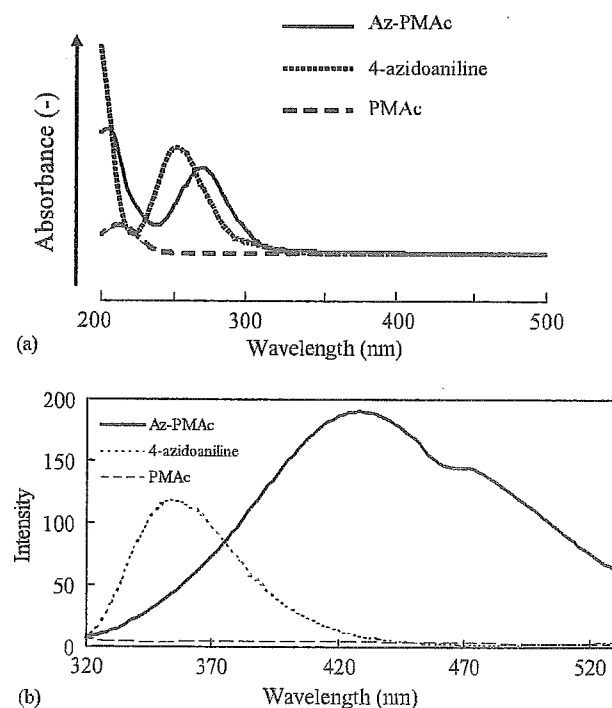 Az-PMAc
4-azidoaniline
PMAc
Absorbance (-)
200 300 400 500
Wavelength (nm)
(a)
200
150
100
50
0
Az-PMAc
4-azidoaniline
PMAc
Intensity
320 370 420 470 520
Wavelength (nm)
(b)